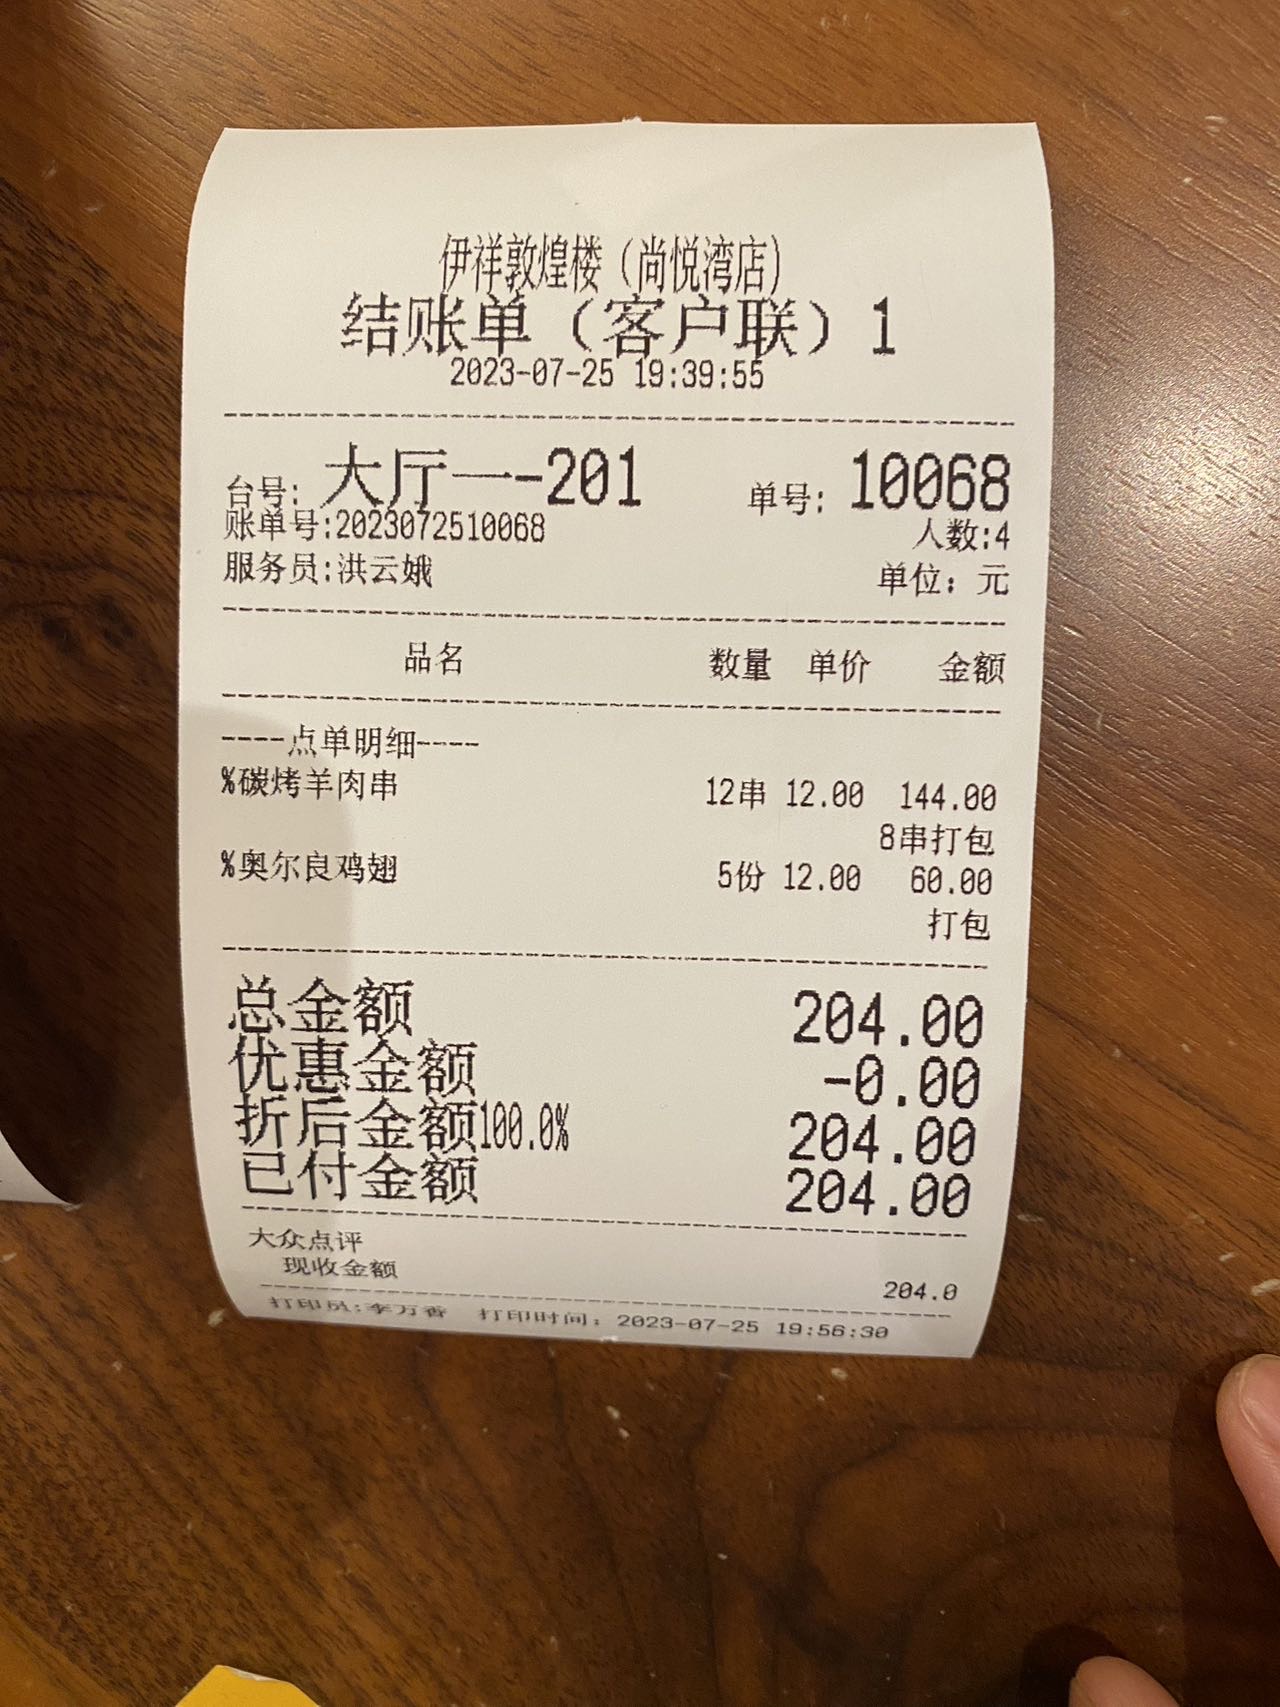 伊祥敦煌楼（尚悦湾店）
结账单（客户联）1
2023-07-25 19:39:55
台号: 大厅一-201 单号: 10068
账单号:2023072510068 人数:4
服务员:洪云娥 单位: 元
品名 数量 单价 金额
----点单明细----
%碳烤羊肉串 12串 12.00 144.00
8串打包
%奥尔良鸡翅 5份 12.00 60.00
打包
总金额 204.00
优惠金额 -0.00
折后金额100.0% 204.00
已付金额 204.00
大众点评
现收金额 204.0
打印员:李万香 打印时间: 2023-07-25 19:56:30